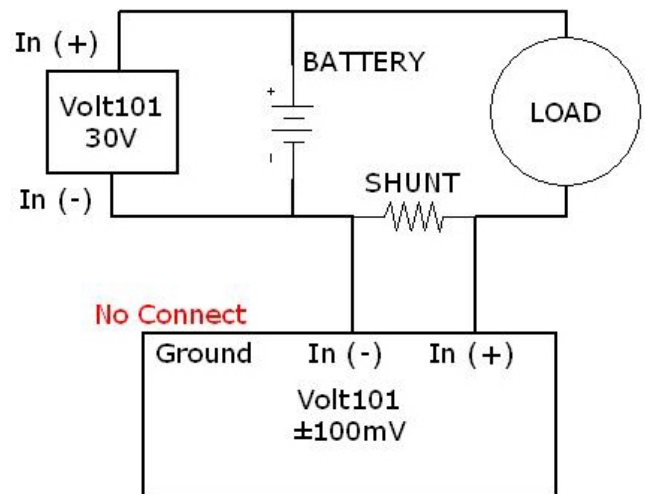 In (+)
BATTERY
Volt101
30V
+
-
LOAD
In (-)
SHUNT
No Connect
Ground
In (-)
In (+)
Volt101
±100mV